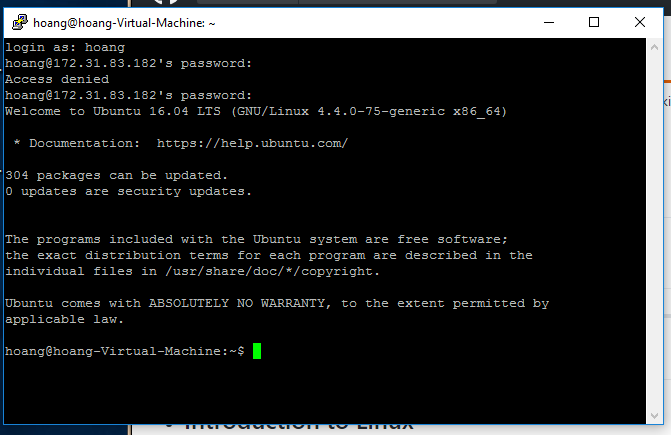 hoang@hoang-Virtual-Machine: ~
login as: hoang
hoang@172.31.83.182's password:
Access denied
hoang@172.31.83.182's password:
Welcome to Ubuntu 16.04 LTS (GNU/Linux 4.4.0-75-generic x86_64)
* Documentation:  https://help.ubuntu.com/
304 packages can be updated.
0 updates are security updates.
The programs included with the Ubuntu system are free software;
the exact distribution terms for each program are described in the
individual files in /usr/share/doc/*/copyright.
Ubuntu comes with ABSOLUTELY NO WARRANTY, to the extent permitted by
applicable law.
hoang@hoang-Virtual-Machine:~$
Introduction to Linux